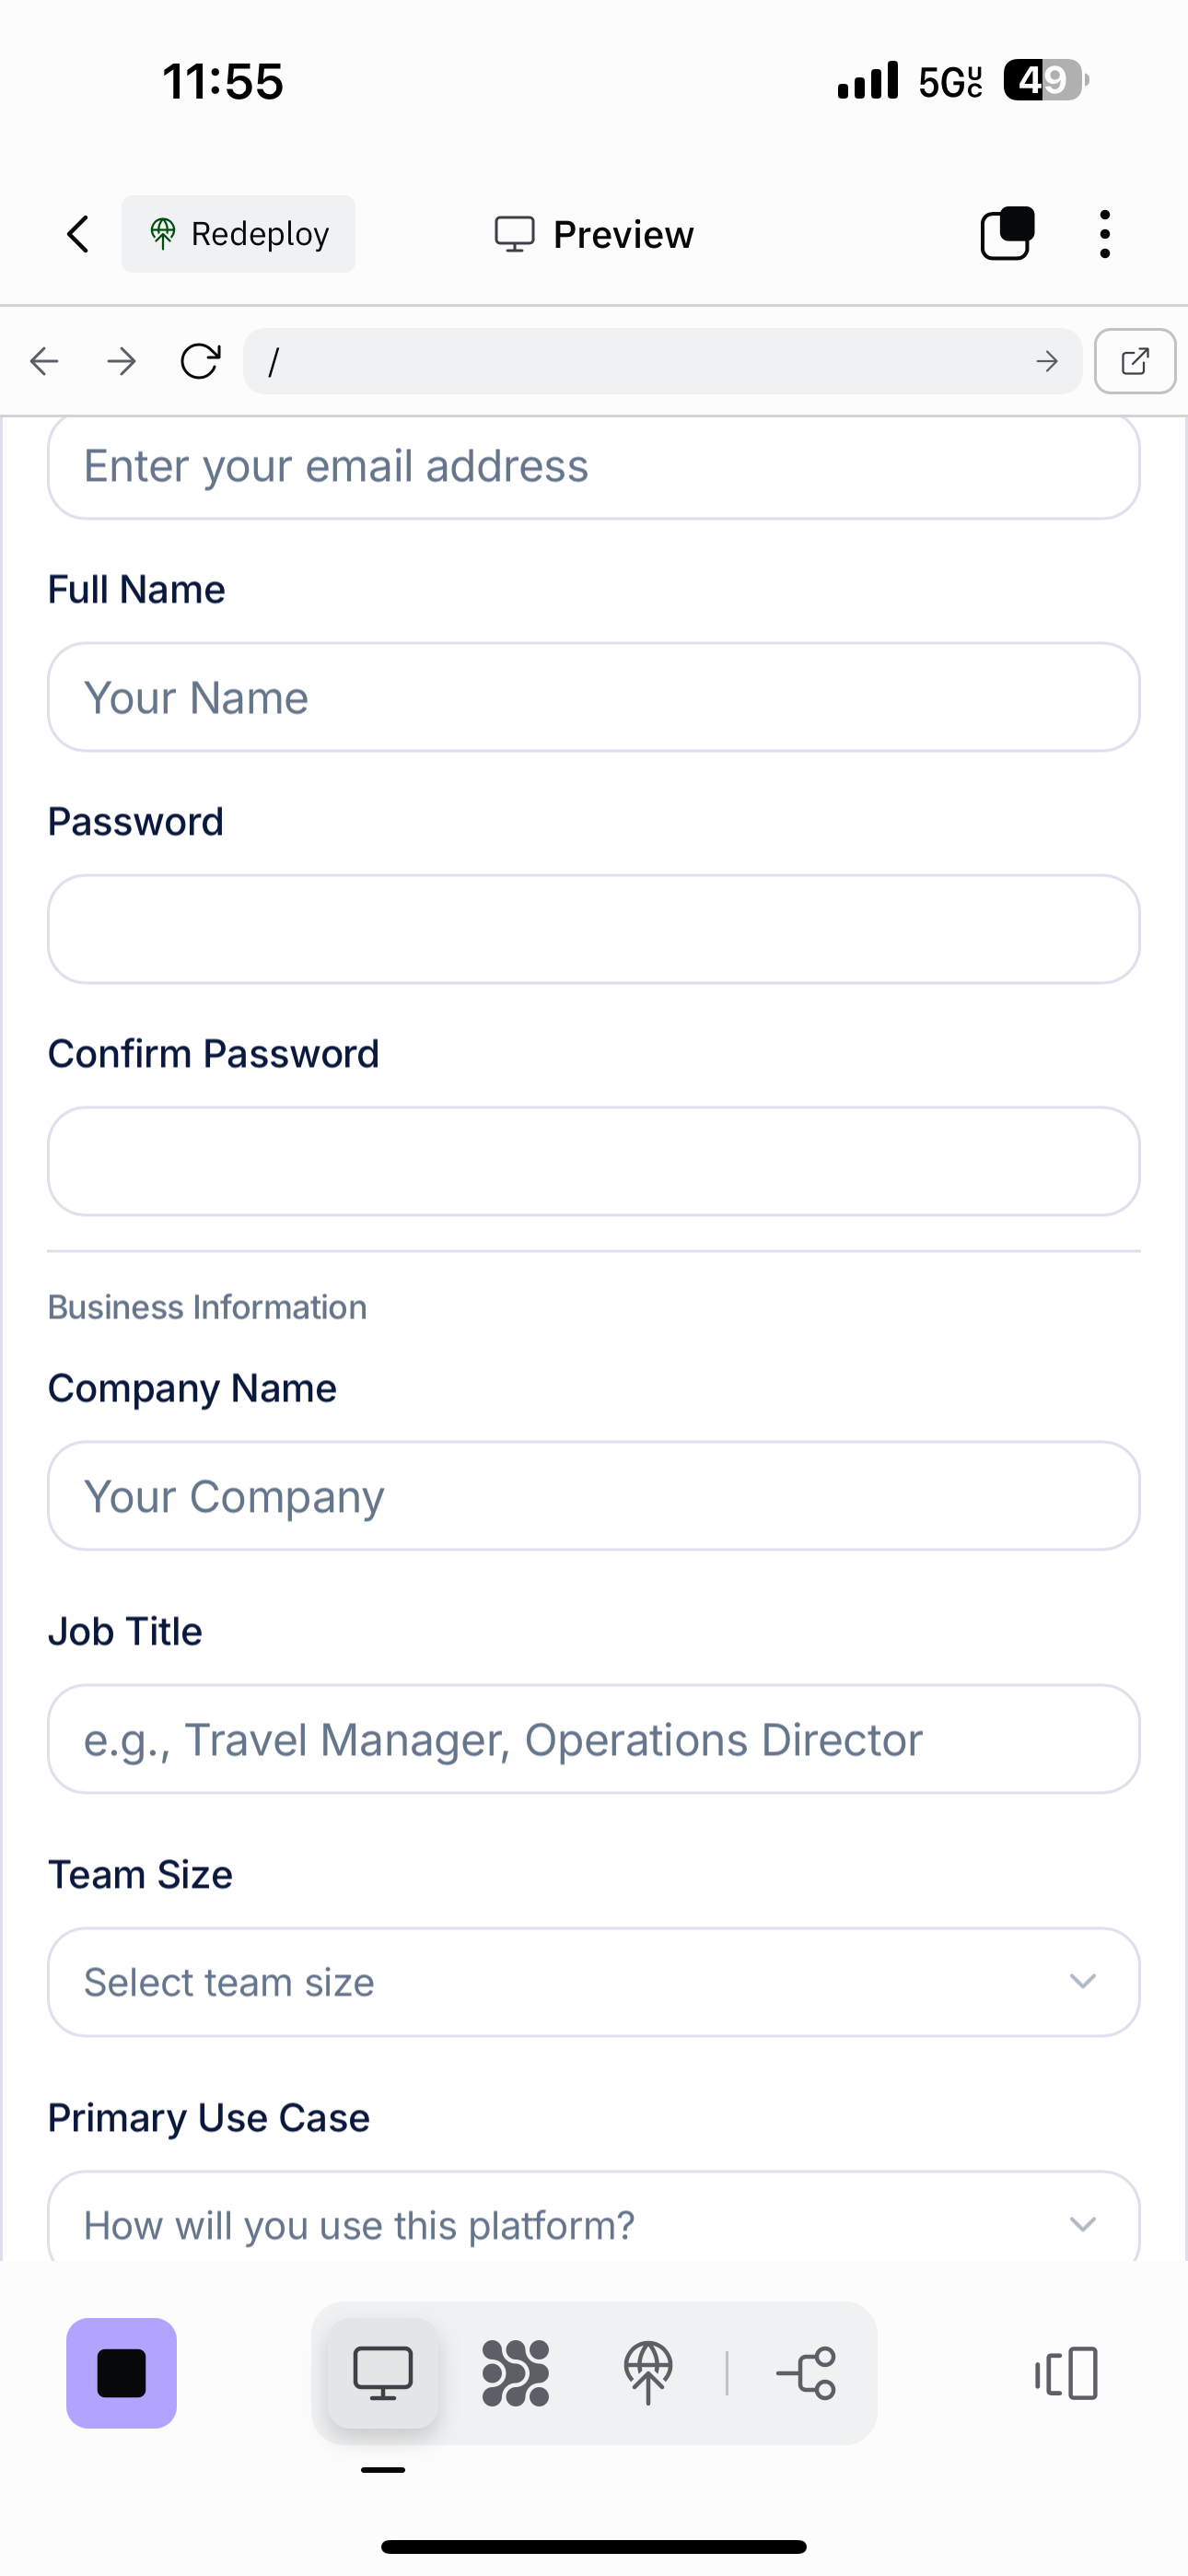 11:55
5GUC
49
Redeploy
Preview
/
Enter your email address
Full Name
Your Name
Password
Confirm Password
Business Information
Company Name
Your Company
Job Title
e.g., Travel Manager, Operations Director
Team Size
Select team size
Primary Use Case
How will you use this platform?